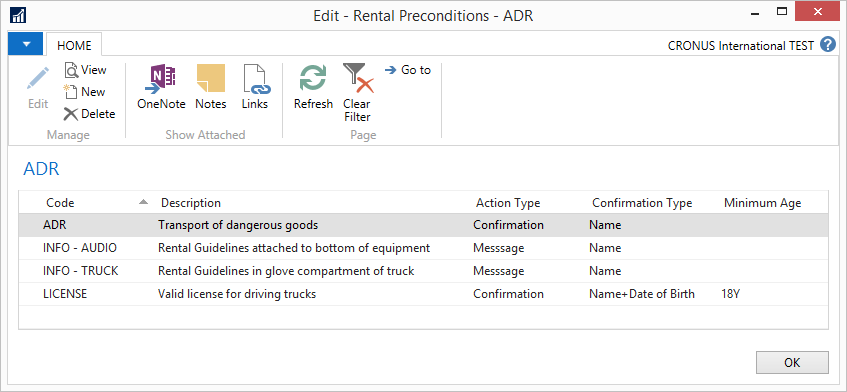 Edit - Rental Preconditions - ADR
HOME
CRONUS International TEST ?
Edit
View
New
Delete
Manage
OneNote Notes Links
Show Attached
Refresh Clear Filter
Go to
Page
ADR
Code Description Action Type Confirmation Type Minimum Age
ADR Transport of dangerous goods Confirmation Name
INFO - AUDIO Rental Guidelines attached to bottom of equipment Messsage Name
INFO - TRUCK Rental Guidelines in glove compartment of truck Messsage Name
LICENSE Valid license for driving trucks Confirmation Name+Date of Birth 18Y
OK